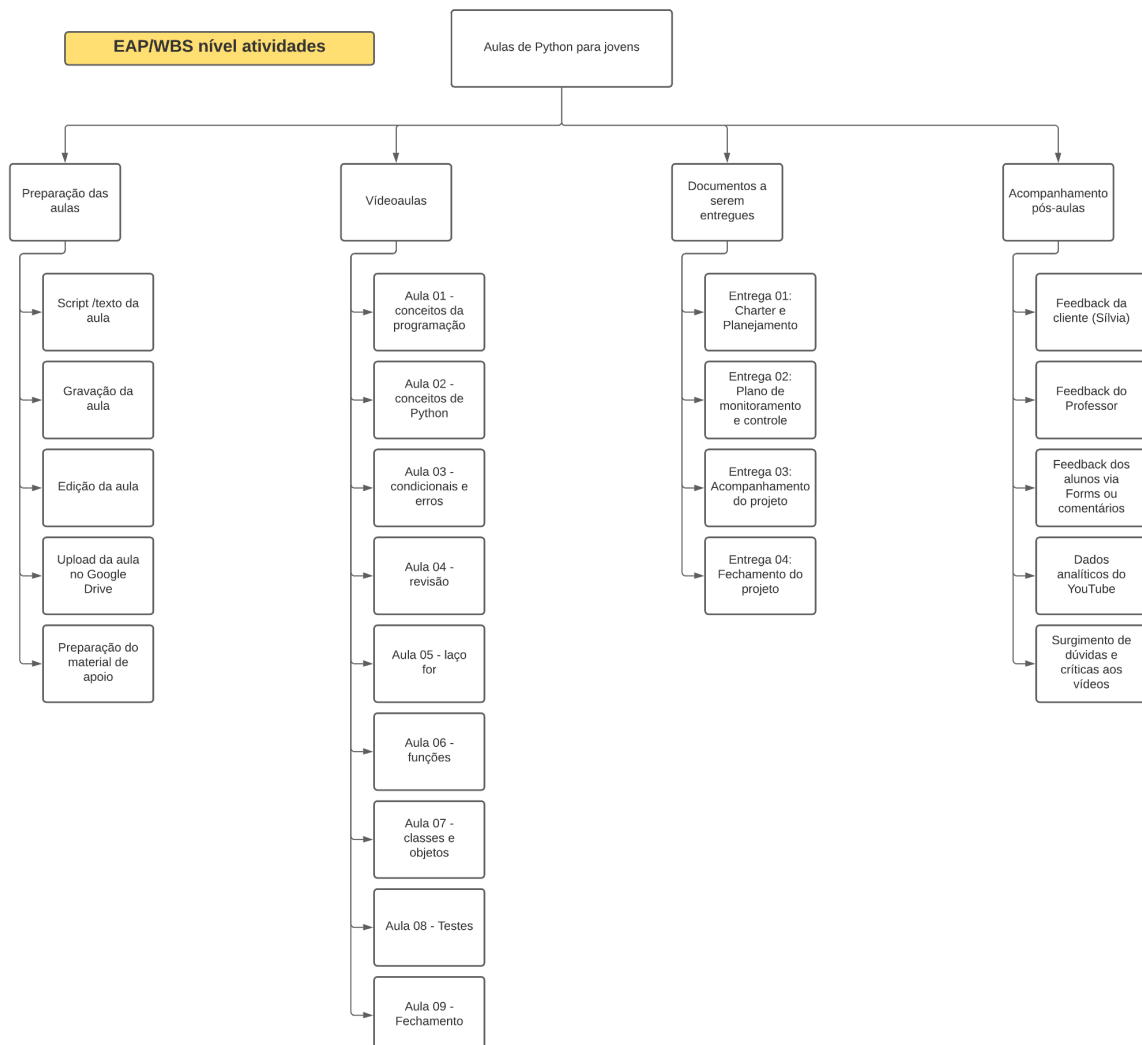 EAP/WBS nível atividades
Aulas de Python para jovens
Preparação das
aulas
Script /texto da
aula
Gravação da
aula
Edição da aula
Upload da aula
no Google
Drive
Preparação do
material de
apoio
Vídeoaulas
Aula 01 -
conceitos da
programação
Aula 02 -
conceitos de
Python
Aula 03 -
condicionais e
erros
Aula 04 -
revisão
Aula 05 - laço
for
Aula 06 -
funções
Aula 07 -
classes e
objetos
Aula 08 - Testes
Aula 09 -
Fechamento
Documentos a
serem
entregues
Entrega 01:
Charter e
Planejamento
Entrega 02:
Plano de
monitoramento
e controle
Entrega 03:
Acompanhamento
do projeto
Entrega 04:
Fechamento do
projeto
Acompanhamento
pós-aulas
Feedback da
cliente (Sílvia)
Feedback do
Professor
Feedback dos
alunos via
Forms ou
comentários
Dados
analíticos do
YouTube
Surgimento de
dúvidas e
críticas aos
vídeos